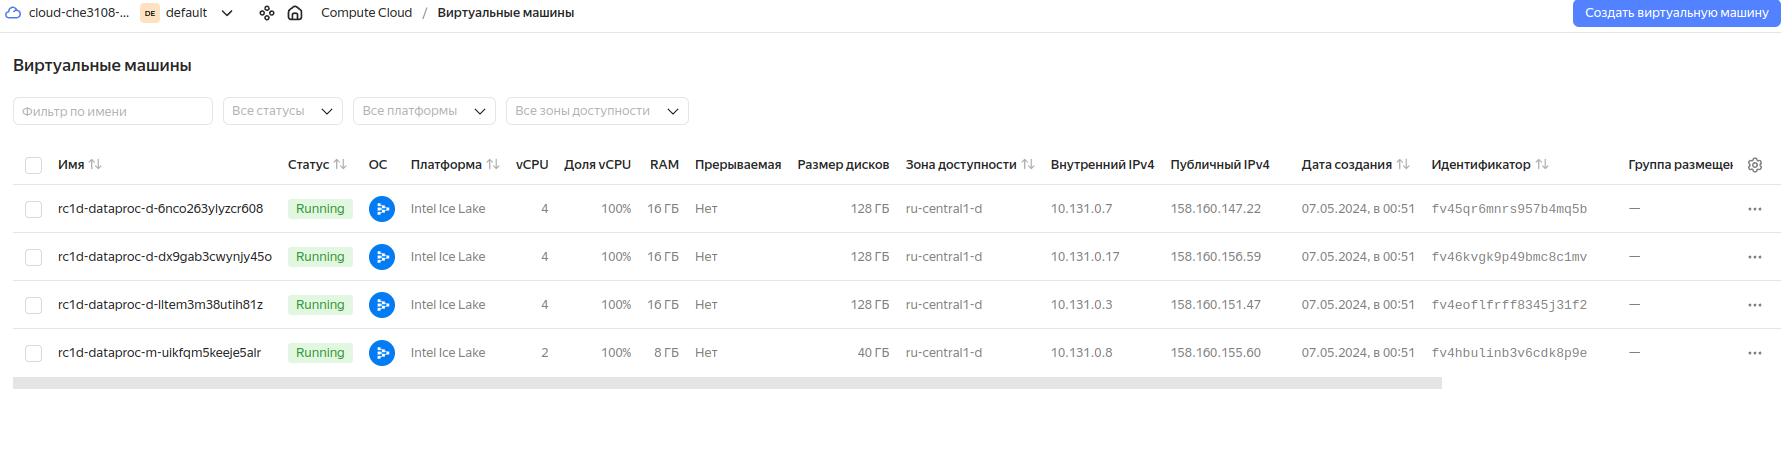 cloud-che3108-... DE default Compute Cloud / Виртуальные машины Создать виртуальную машину
Виртуальные машины
Фильтр по имени Все статусы Все платформы Все зоны доступности
Имя Статус ОС Платформа vCPU Доля vCPU RAM Прерываемая Размер дисков Зона доступности Внутренний IPv4 Публичный IPv4 Дата создания Идентификатор Группа размещен
rc1d-dataproc-d-6nco263ylyzcr608 Running Intel Ice Lake 4 100% 16 ГБ Нет 128 ГБ ru-central1-d 10.131.0.7 158.160.147.22 07.05.2024, в 00:51 fv45qr6mnrs957b4mq5b —
rc1d-dataproc-d-dx9gab3cwynjy45o Running Intel Ice Lake 4 100% 16 ГБ Нет 128 ГБ ru-central1-d 10.131.0.17 158.160.156.59 07.05.2024, в 00:51 fv46kvgk9p49bmc8c1mv —
rc1d-dataproc-d-lltem3m38utih81z Running Intel Ice Lake 4 100% 16 ГБ Нет 128 ГБ ru-central1-d 10.131.0.3 158.160.151.47 07.05.2024, в 00:51 fv4eoflfrff8345j31f2 —
rc1d-dataproc-m-uikfqm5keeje5alr Running Intel Ice Lake 2 100% 8 ГБ Нет 40 ГБ ru-central1-d 10.131.0.8 158.160.155.60 07.05.2024, в 00:51 fv4hbulinb3v6cdk8p9e —